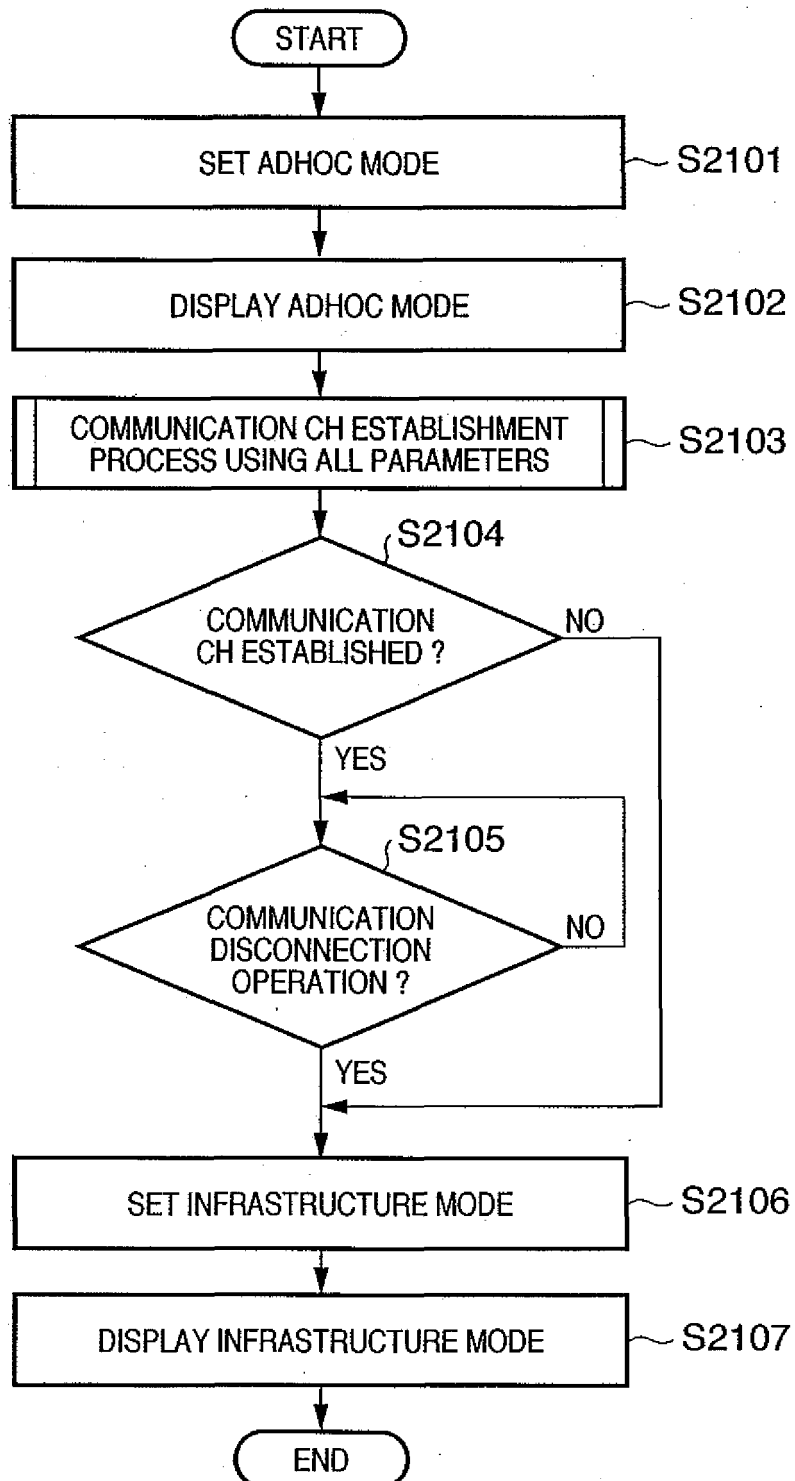 START
SET ADHOC MODE
S2101
DISPLAY ADHOC MODE
S2102
COMMUNICATION CH ESTABLISHMENT
PROCESS USING ALL PARAMETERS
S2103
S2104
COMMUNICATION
CH ESTABLISHED ?
NO
YES
S2105
COMMUNICATION
DISCONNECTION
OPERATION ?
NO
YES
SET INFRASTRUCTURE MODE
S2106
DISPLAY INFRASTRUCTURE MODE
S2107
END